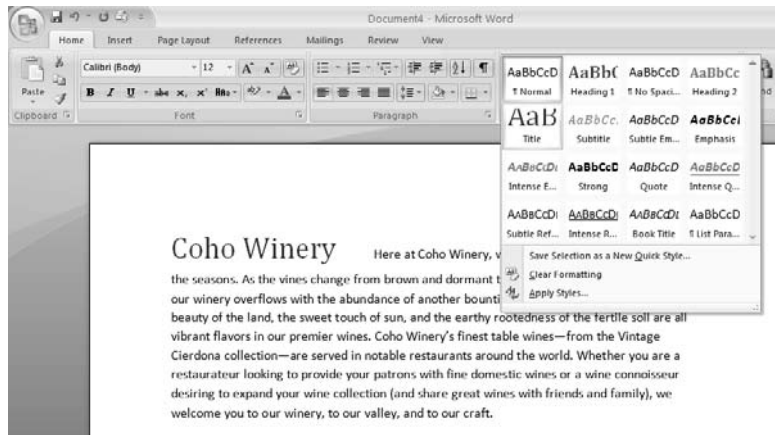 Document4 - Microsoft Word
Home Insert Page Layout References Mailings Review View
Calibri (Body) 12
Paste
B I U abc
Clipboard Font Paragraph
AaBbCcD AaBb( AaBbCcD AaBbCc
¶ Normal Heading 1 ¶ No Spaci... Heading 2
AaB AaBbCc. AaBbCcD AaBbCcI
Title Subtitle Subtle Em... Emphasis
AaBbCcDi AaBbCcD AaBbCcD AaBbCcD
Intense E... Strong Quote Intense Q...
AaBbCcDi AaBbCcDi AaBbCcDi AaBbCcD
Subtle Ref... Intense R... Book Title ¶ List Para...
Save Selection as a New Quick Style...
Clear Formatting
Apply Styles...
Coho Winery Here at Coho Winery,
the seasons. As the vines change from brown and dormant
our winery overflows with the abundance of another
beauty of the land, the sweet touch of sun, and the earthy rootedness of the fertile soil are all
vibrant flavors in our premier wines. Coho Winery's finest table wines—from the Vintage
Cierdona collection—are served in notable restaurants around the world. Whether you are a
restaurateur looking to provide your patrons with fine domestic wines or a wine connoisseur
desiring to expand your wine collection (and share great wines with friends and family), we
welcome you to our winery, to our valley, and to our craft.